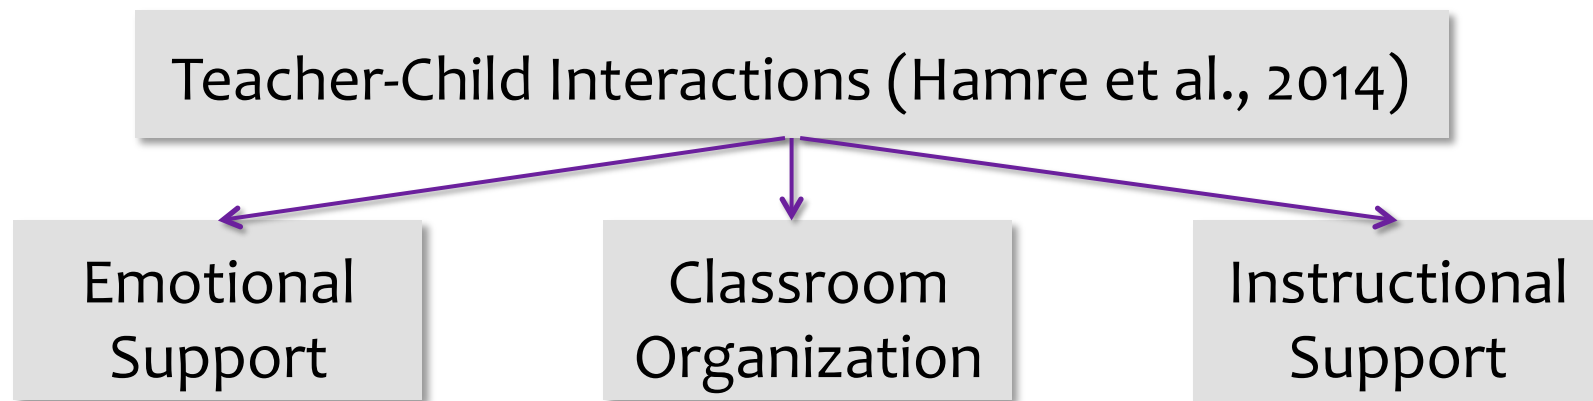 Teacher-Child Interactions (Hamre et al., 2014)
Emotional
Support
Classroom
Organization
Instructional
Support